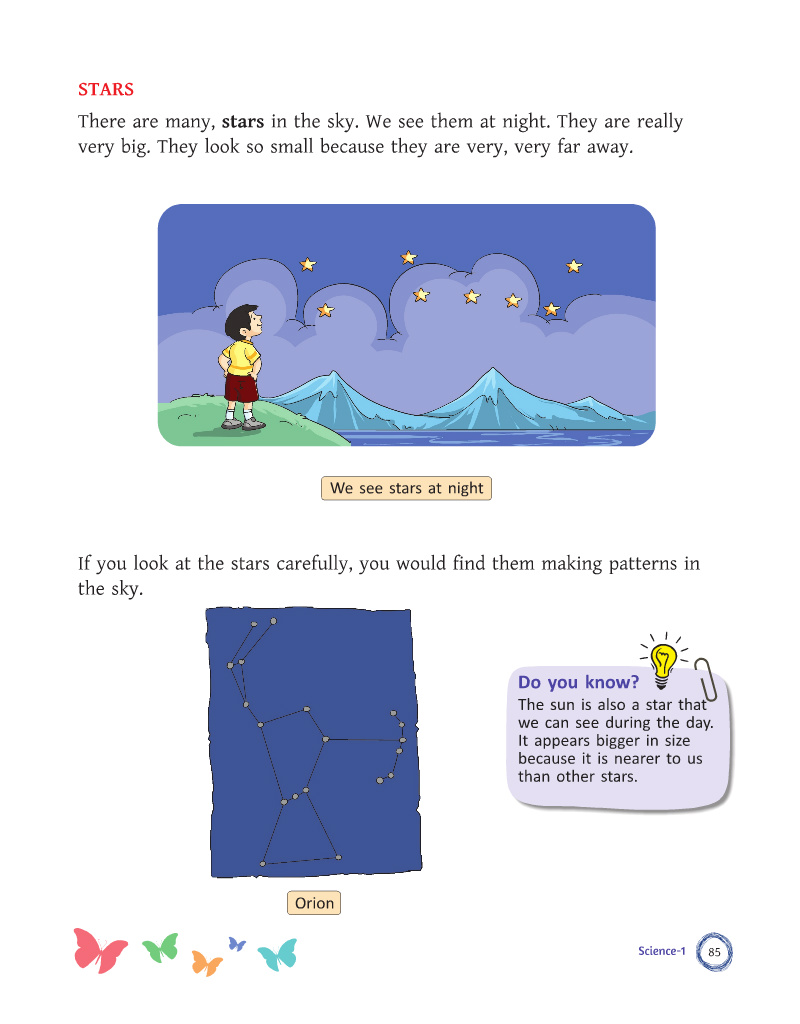 STARS
There are many, stars in the sky. We see them at night. They are really
very big. They look so small because they are very, very far away.
We see stars at night
If you look at the stars carefully, you would find them making patterns in
the sky.
Do you know?
The sun is also a star that
we can see during the day.
It appears bigger in size
because it is nearer to us
than other stars.
Orion
Science-1
85